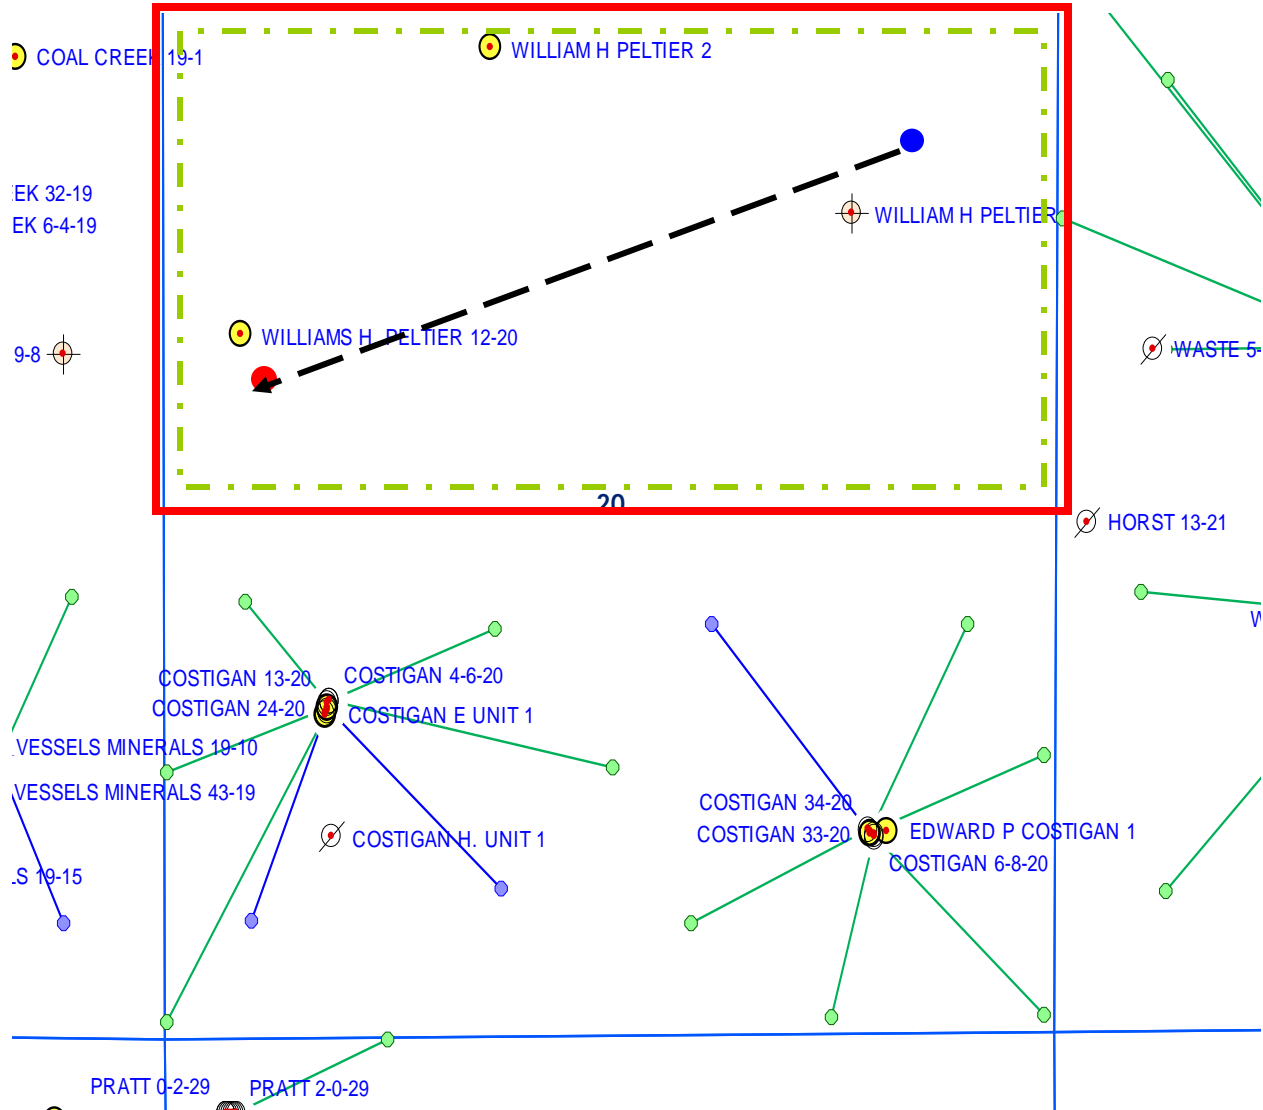 COAL CREEK 19-1
WILLIAM H PELTIER 2
EEK 32-19
WILLIAM H PELTIER
EEK 6-4-19
WILLIAMS H. PELTIER 12-20
9-8
WASTE 5-
20
HORST 13-21
W
COSTIGAN 13-20
COSTIGAN 4-6-20
COSTIGAN 24-20
COSTIGAN E UNIT 1
VESSELS MINERALS 19-10
VESSELS MINERALS 43-19
COSTIGAN 34-20
COSTIGAN 33-20
EDWARD P COSTIGAN 1
COSTIGAN H. UNIT 1
COSTIGAN 6-8-20
LS 19-15
PRATT 0-2-29
PRATT 2-0-29